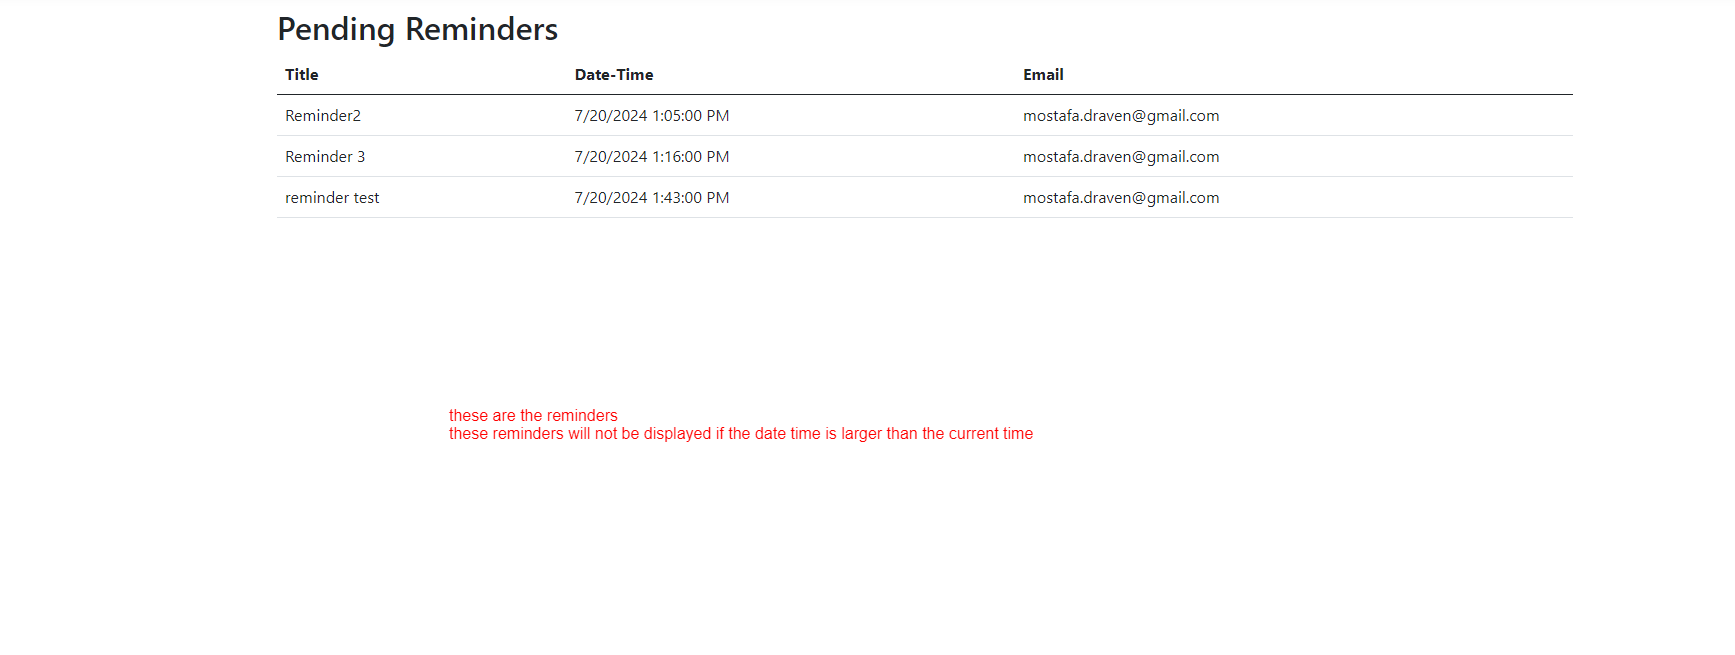 Pending Reminders
Title Date-Time Email
Reminder2 7/20/2024 1:05:00 PM mostafa.draven@gmail.com
Reminder 3 7/20/2024 1:16:00 PM mostafa.draven@gmail.com
reminder test 7/20/2024 1:43:00 PM mostafa.draven@gmail.com
these are the reminders
these reminders will not be displayed if the date time is larger than the current time